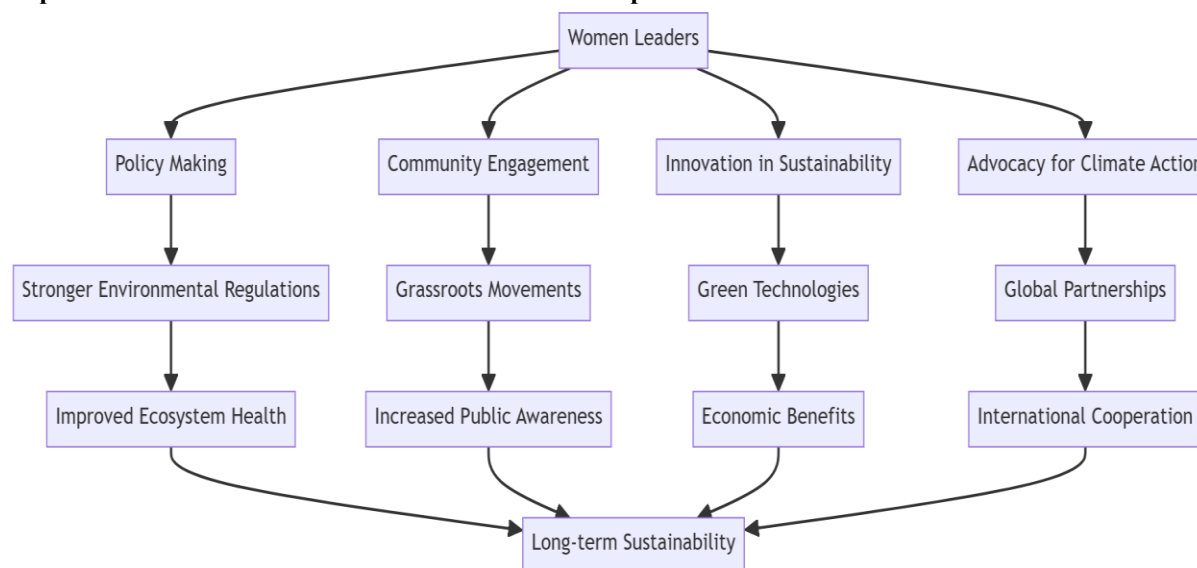 Women Leaders
Policy Making
Community Engagement
Innovation in Sustainability
Advocacy for Climate Action
Stronger Environmental Regulations
Grassroots Movements
Green Technologies
Global Partnerships
Improved Ecosystem Health
Increased Public Awareness
Economic Benefits
International Cooperation
Long-term Sustainability